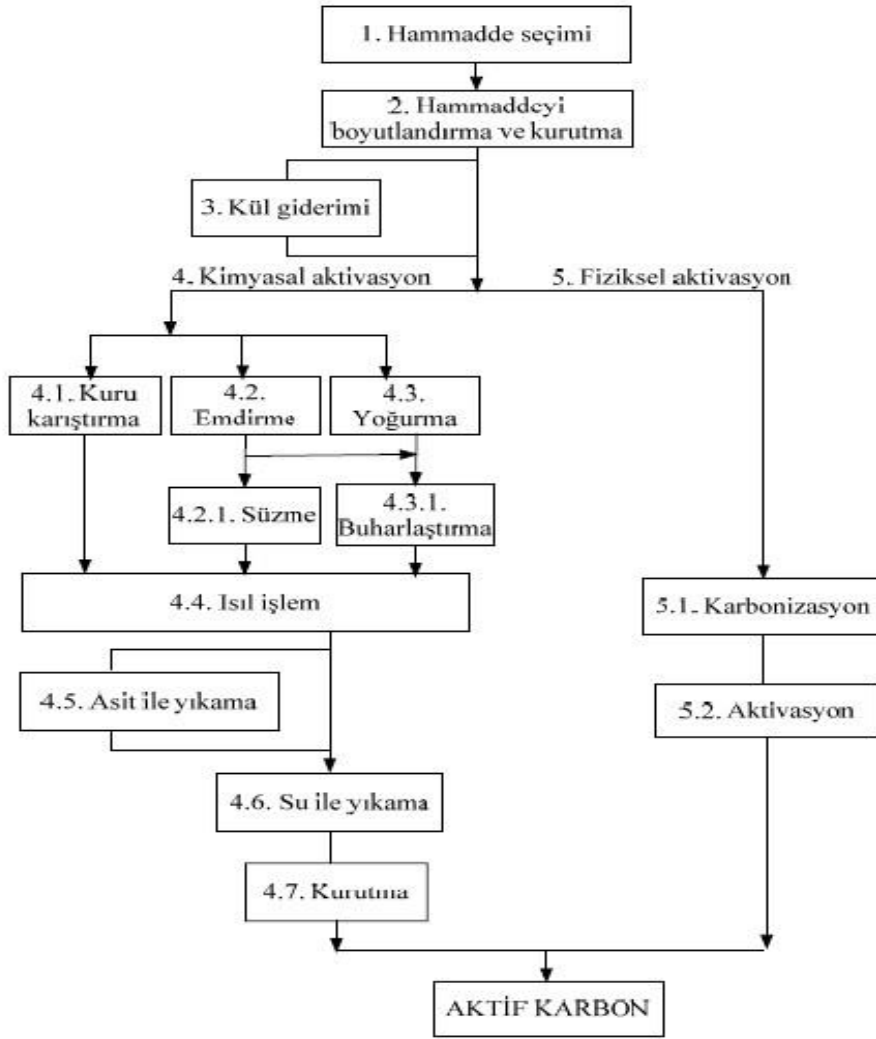 1. Hammadde seçimi
2. Hammaddeyi
boyutlandırma ve kurutma
3. Kül giderimi
4. Kimyasal aktivasyon
5. Fiziksel aktivasyon
4.1. Kuru
karıştırma
4.2.
Emdirme
4.3.
Yoğurma
4.2.1. Süzme
4.3.1.
Buharlaştırma
4.4. Isıl işlem
5.1. Karbonizasyon
4.5. Asit ile yıkama
5.2. Aktivasyon
4.6. Su ile yıkama
4.7. Kurutma
AKTİF KARBON